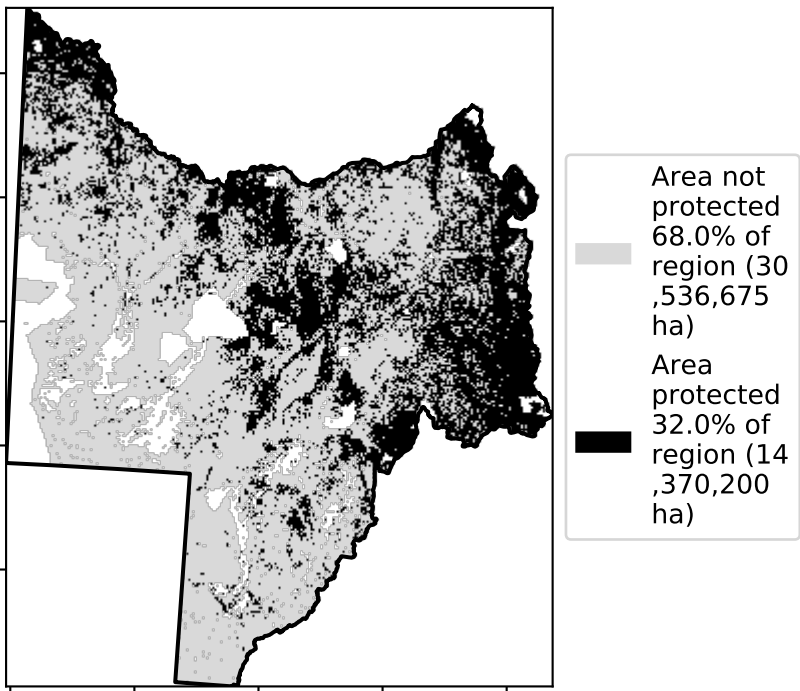 Area not
protected
68.0% of
region (30
,536,675
ha)
Area
protected
32.0% of
region (14
,370,200
ha)